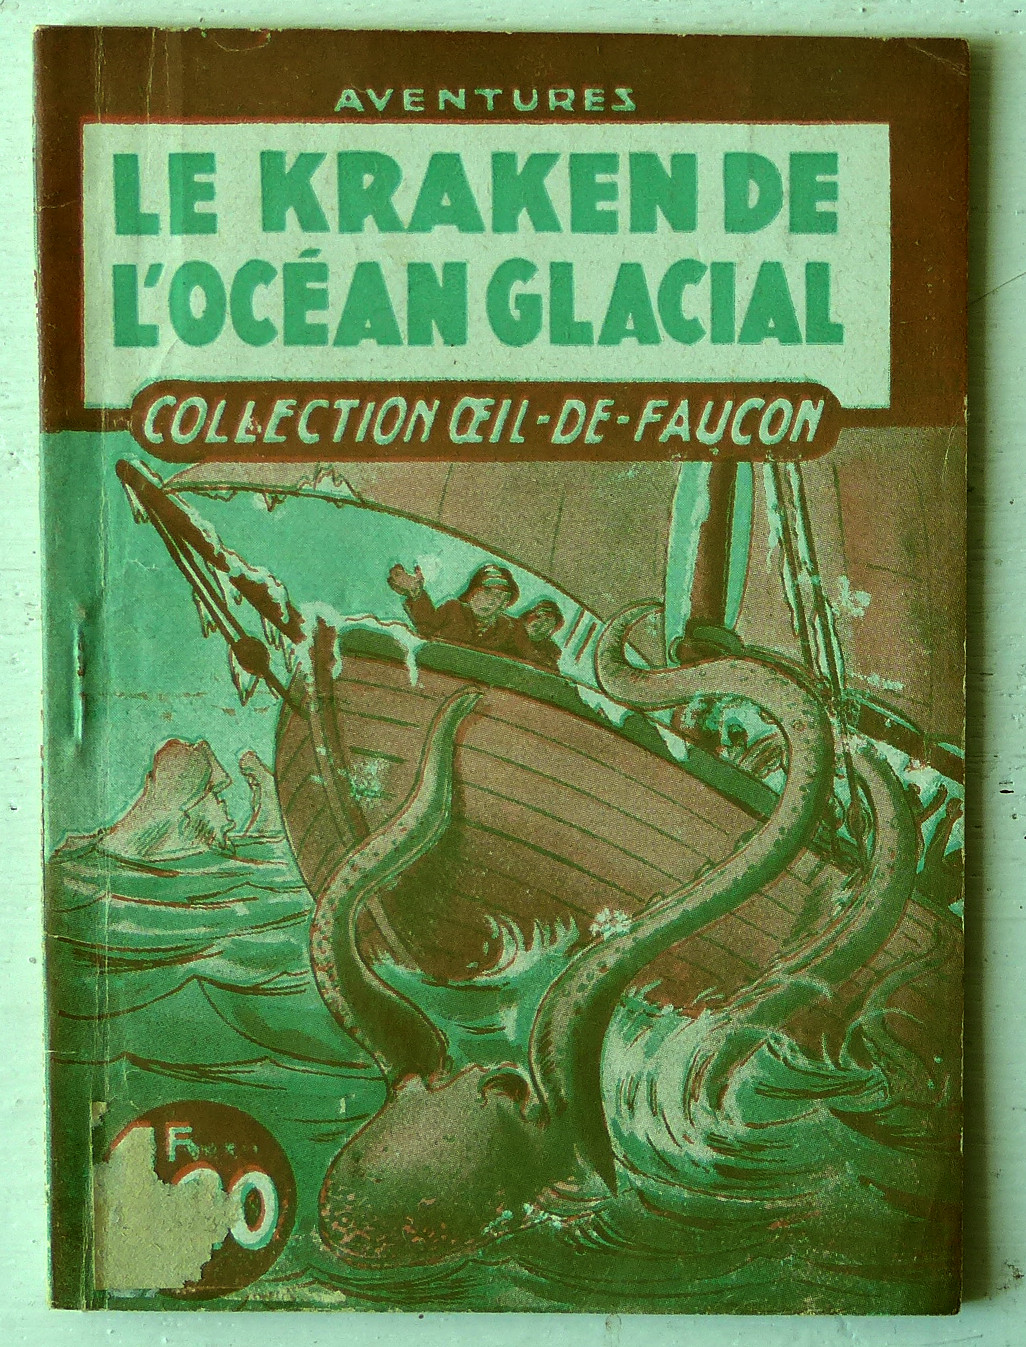 AVENTURES
LE KRAKEN DE
L'OCÉAN GLACIAL
COLLECTION ŒIL-DE-FAUCON